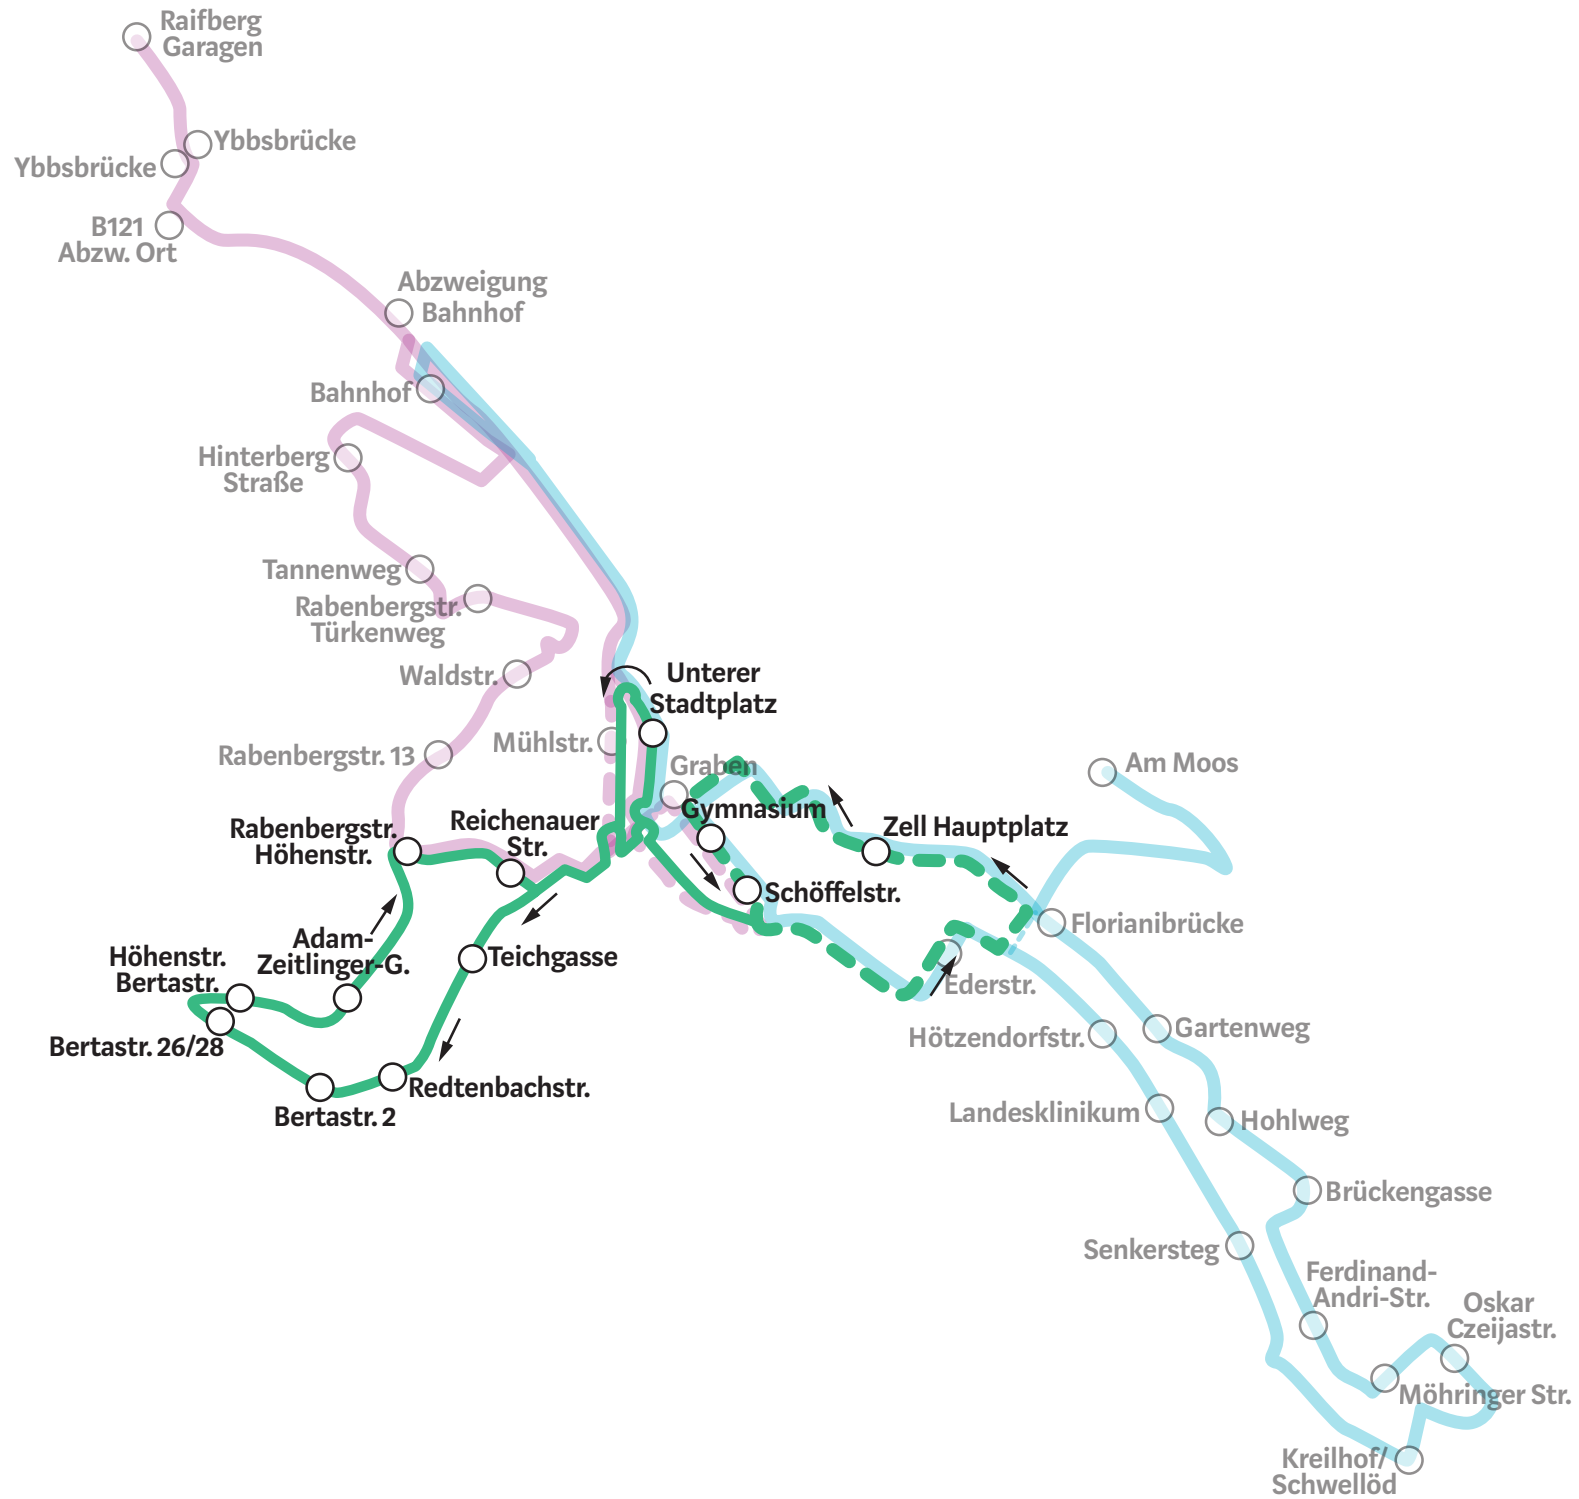 Raifberg
Garagen
Ybbsbrücke
Ybbsbrücke
B121
Abzw. Ort
Abzweigung
Bahnhof
Bahnhof
Hinterberg
Straße
Tannenweg
Rabenbergstr.
Türkenweg
Waldstr.
Unterer
Stadtplatz
Mühlstr.
Rabenbergstr. 13
Graben
Am Moos
Gymnasium
Reichenauer
Str.
Rabenbergstr.
Höhenstr.
Zell Hauptplatz
Schöffelstr.
Florianibrücke
Adam-
Zeitlinger-G.
Höhenstr.
Bertastr.
Teichgasse
Ederstr.
Bertastr. 26/28
Hötzendorfstr.
Gartenweg
Redtenbachstr.
Bertastr. 2
Landesklinikum
Hohlweg
Brückengasse
Senkersteg
Ferdinand-
Andri-Str.
Oskar
Czeijastr.
Möhringer Str.
Kreilhof/
Schwellöd